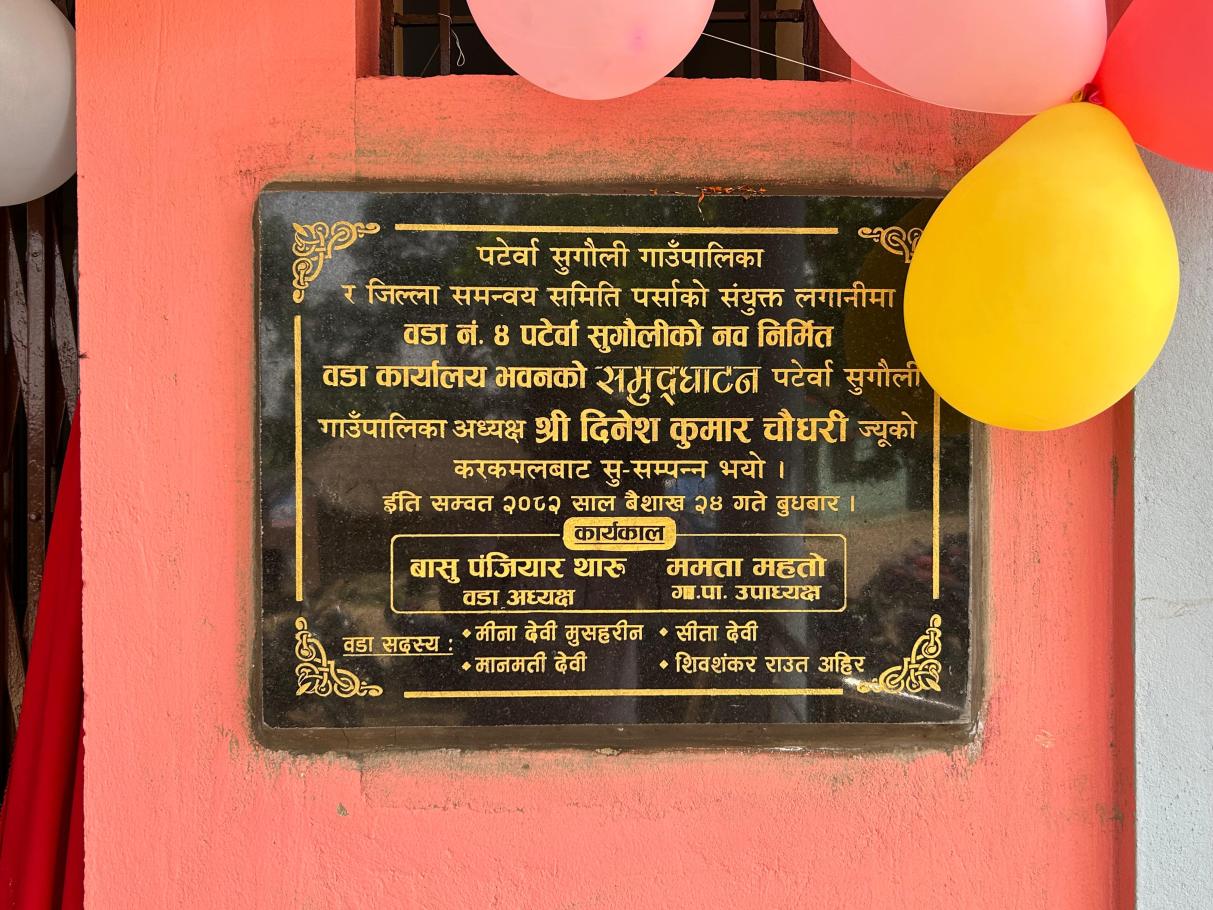 पटेर्वा सुगौली गाउँपालिका
र जिल्ला समन्वय समिति पर्साको संयुक्त लगानीमा
वडा नं. ४ पटेर्वा सुगौलीको नव निर्मित
वडा कार्यालय भवनको समुद्घाटन पटेर्वा सुगौली
गाउँपालिका अध्यक्ष श्री दिनेश कुमार चौधरी ज्यूको
करकमलबाट सु-सम्पन्न भयो ।
ईति सम्वत २०८२ साल बैशाख २४ गते बुधबार ।
कार्यकाल
बासु पंजियार थारू ममता महतो
वडा अध्यक्ष गा.पा. उपाध्यक्ष
वडा सदस्य : • मीना देवी मुसहरीन • सीता देवी
• मानमती देवी • शिवशंकर राउत अहिर